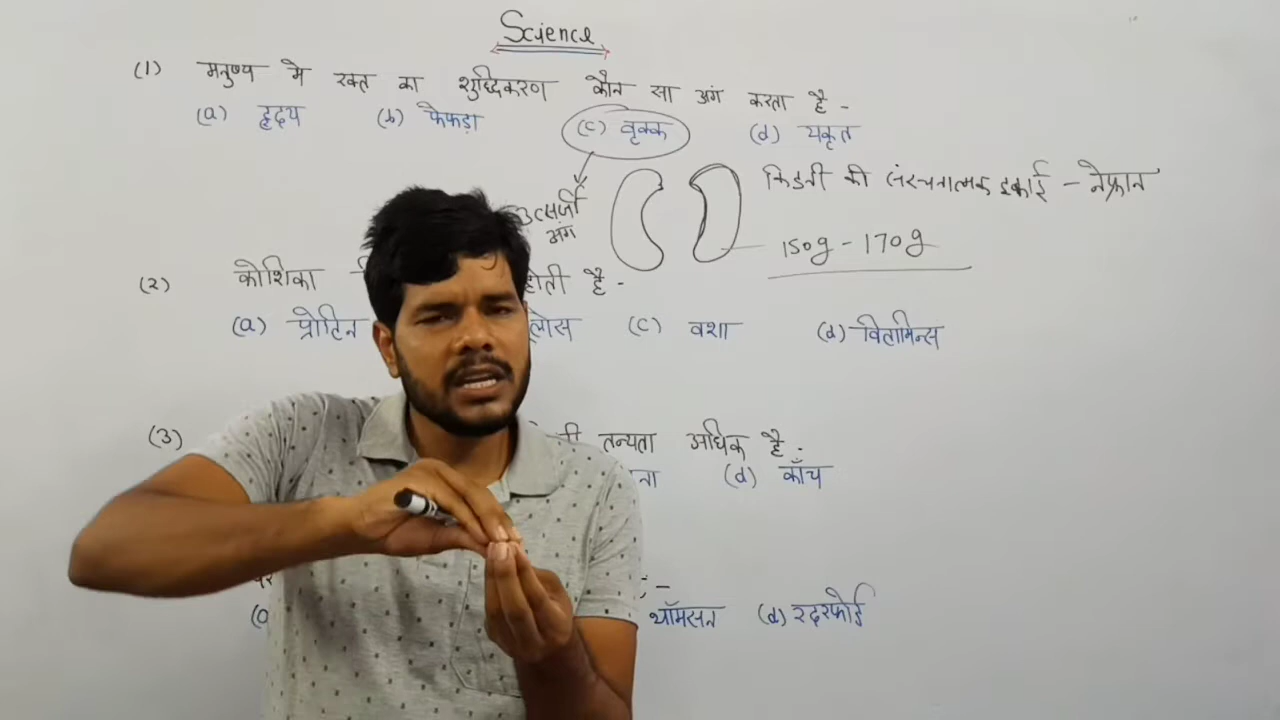 Science
(1) मनुष्य मे रक्त का शुद्धिकरण कौन सा अंग करता है -
(a) हृदय (b) फेफड़ा (c) वृक्क (d) यकृत
किडनी की संरचनात्मक इकाई - नेफ्रान
उत्सर्जी
अंग
150g - 170g
(2) कोशिका होती है -
(a) प्रोटिन (c) वशा (d) विटामिन्स
(3) तन्यता अधिक है -
(d) काँच
थॉमसन (d) रदरफोर्ड